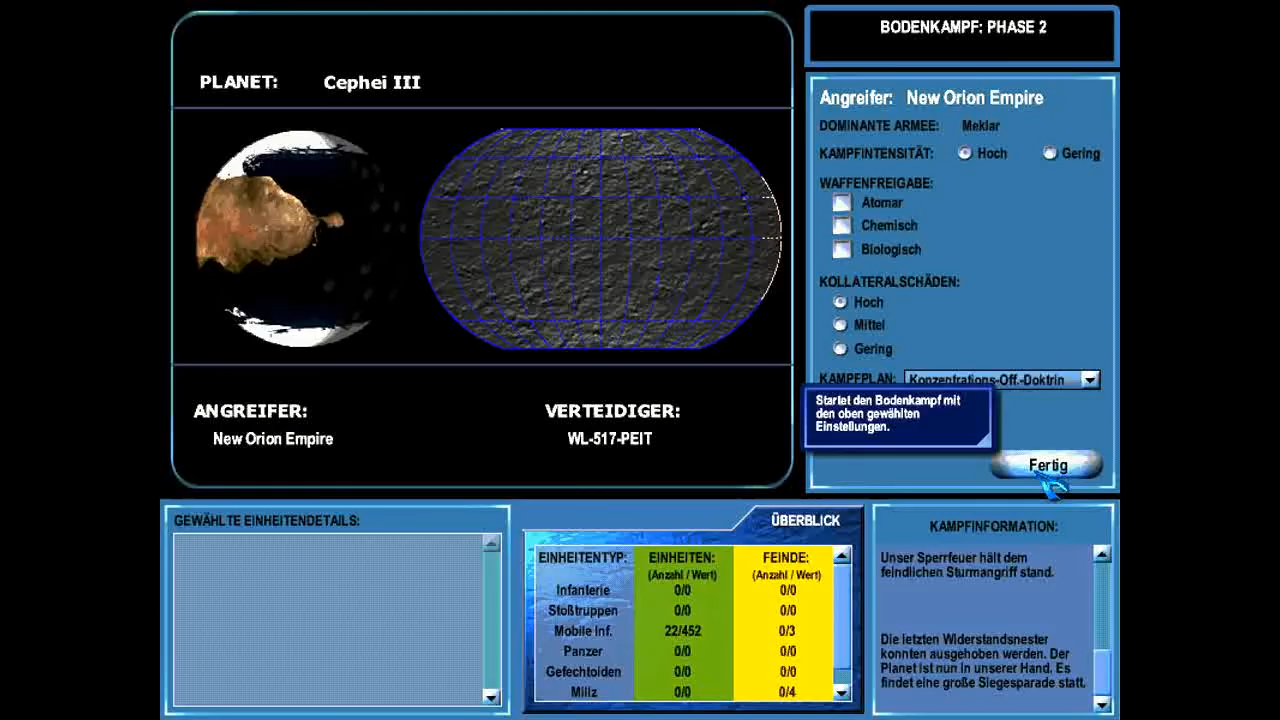 BODENKAMPF: PHASE 2
PLANET: Cephei III
Angreifer: New Orion Empire
DOMINANTE ARMEE: Meklar
KAMPFINTENSITÄT: Hoch Gering
WAFFENFREIGABE:
Atomar
Chemisch
Biologisch
KOLLATERALSCHÄDEN:
Hoch
Mittel
Gering
KAMPFPLAN: Konzentrations-Off.-Doktrin
Startet den Bodenkampf mit
den oben gewählten
Einstellungen.
Fertig
ANGREIFER: VERTEIDIGER:
New Orion Empire WL-517-PEIT
GEWÄHLTE EINHEITENDETAILS:
ÜBERBLICK
EINHEITENTYP: EINHEITEN: FEINDE:
(Anzahl / Wert) (Anzahl / Wert)
Infanterie 0/0 0/0
Stoßtruppen 0/0 0/0
Mobile Inf. 22/452 0/3
Panzer 0/0 0/0
Gefechtoiden 0/0 0/0
Miliz 0/0 0/4
KAMPFINFORMATION:
Unser Sperrfeuer hält dem
feindlichen Sturmangriff stand.
Die letzten Widerstandsnester
konnten ausgehoben werden. Der
Planet ist nun in unserer Hand. Es
findet eine große Siegesparade statt.